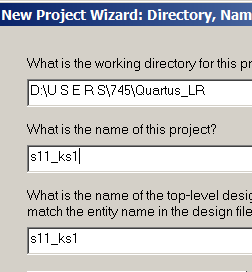 New Project Wizard: Directory, Nam
What is the working directory for this pr
D:\U S E R S\745\Quartus_LR
What is the name of this project?
s11_ks1
What is the name of the top-level desig
match the entity name in the design file
s11_ks1